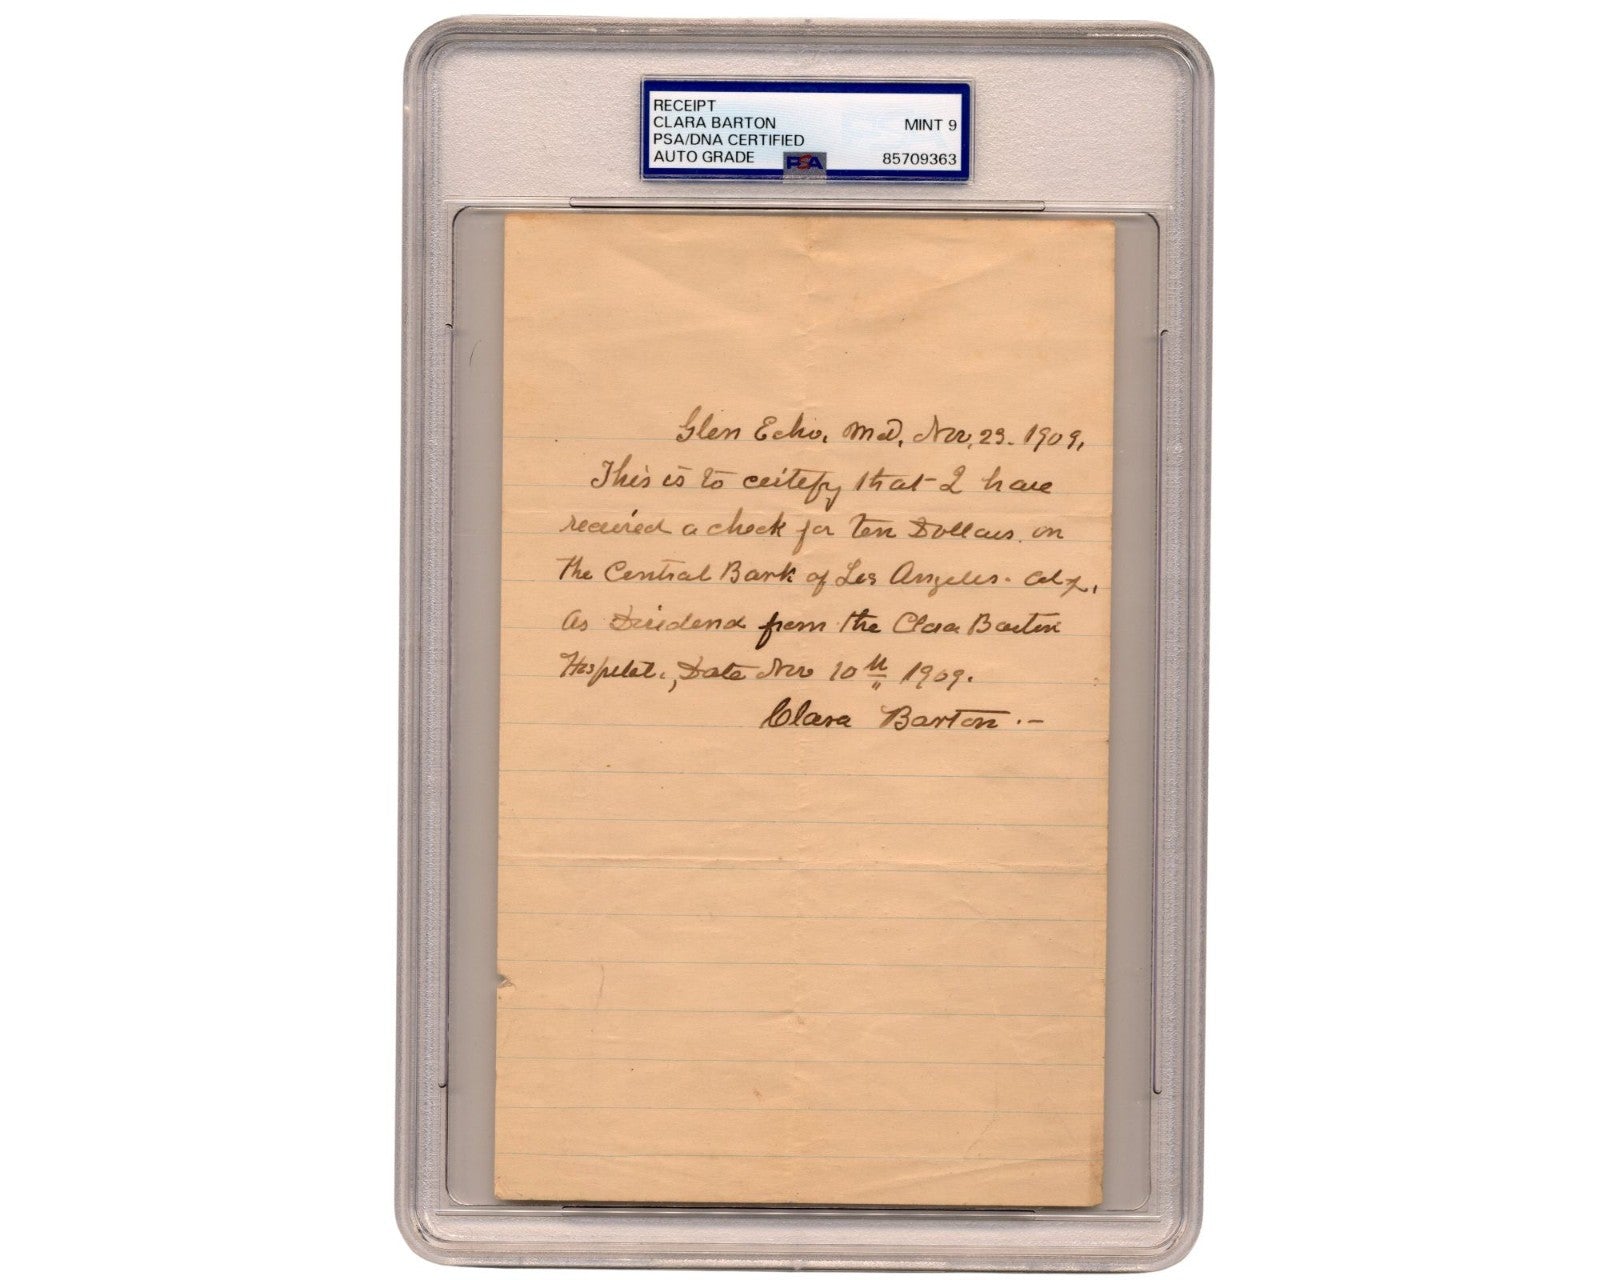 RECEIPT
CLARA BARTON MINT 9
PSA/DNA CERTIFIED
AUTO GRADE PSA 85709363
Glen Echo, Md, Nov, 23. 1909,
This is to certify that I have
received a check for Ten Dollars, on
the Central Bank of Los Angeles.
As Dividend from the Clara Barton
Hospital., Date Nov 10th 1909.
Clara Barton.-